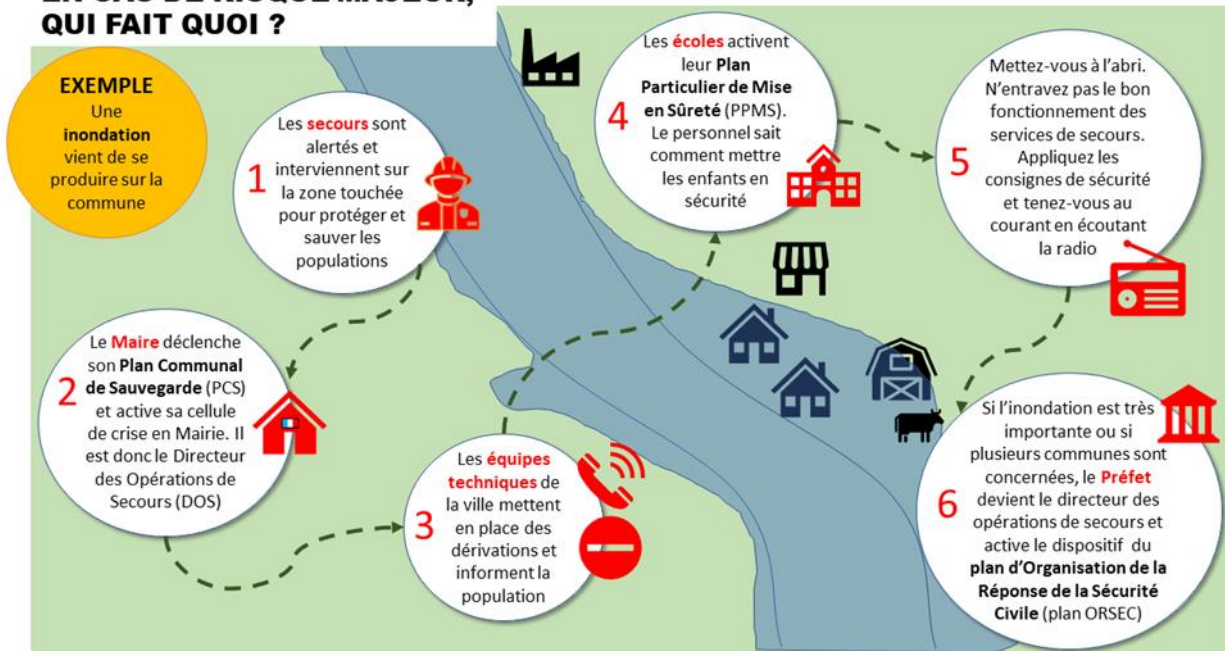 EN CAS DE RISQUE MAJEUR,
QUI FAIT QUOI ?
EXEMPLE
Une
inondation
vient de se
produire sur la
commune
1
Les secours sont
alertés et
interviennent sur
la zone touchée
pour protéger et
sauver les
populations
2
Le Maire déclenche
son Plan Communal
de Sauvegarde (PCS)
et active sa cellule
de crise en Mairie. Il
est donc le Directeur
des Opérations de
Secours (DOS)
3
Les équipes
techniques de
la ville mettent
en place des
dérivations et
informent la
population
4
Les écoles activent
leur Plan
Particulier de Mise
en Sûreté (PPMS).
Le personnel sait
comment mettre
les enfants en
sécurité
5
Mettez-vous à l'abri.
N'entravez pas le bon
fonctionnement des
services de secours.
Appliquez les
consignes de sécurité
et tenez-vous au
courant en écoutant
la radio
6
Si l'inondation est très
importante ou si
plusieurs communes sont
concernées, le Préfet
devient le directeur des
opérations de secours et
active le dispositif du
plan d'Organisation de la
Réponse de la Sécurité
Civile (plan ORSEC)